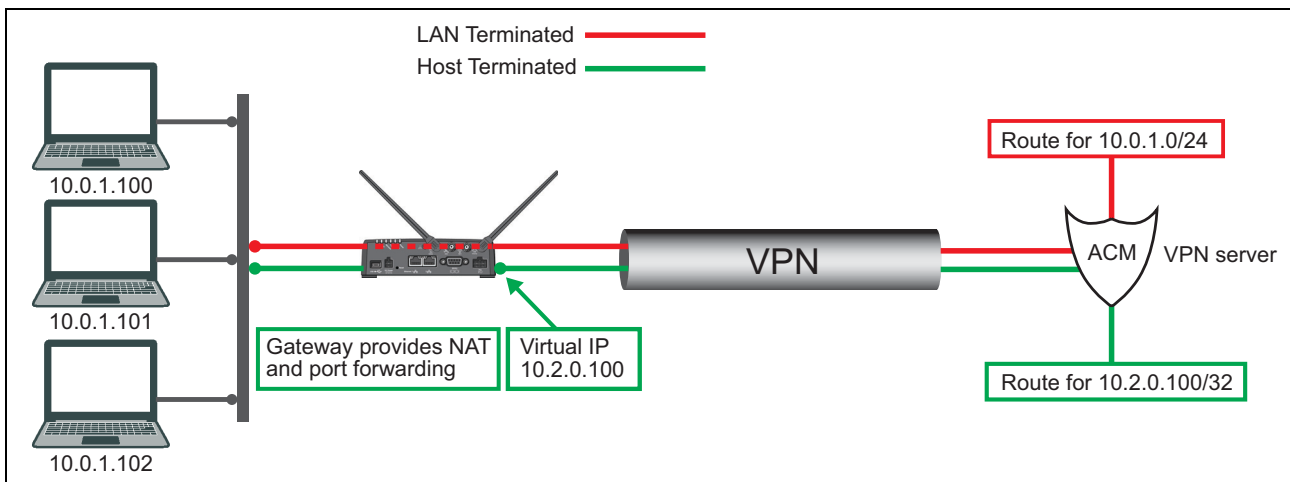 LAN Terminated
Host Terminated
10.0.1.100
10.0.1.101
10.0.1.102
Gateway provides NAT
and port forwarding
Virtual IP
10.2.0.100
VPN
Route for 10.0.1.0/24
ACM
VPN server
Route for 10.2.0.100/32